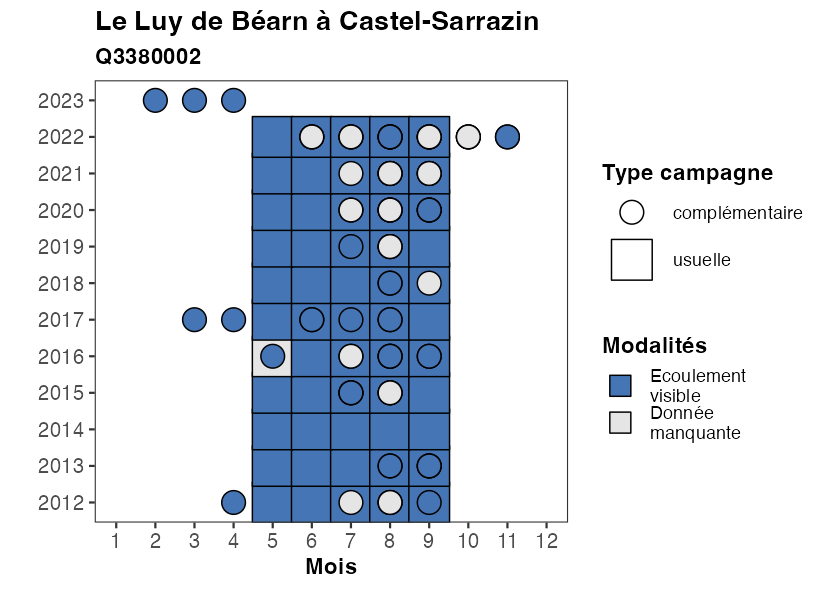 Le Luy de Béarn à Castel-Sarrazin
Q3380002
2023
2022
2021
2020
2019
2018
2017
2016
2015
2014
2013
2012
1 2 3 4 5 6 7 8 9 10 11 12
Mois
Type campagne
complémentaire
usuelle
Modalités
Ecoulement
visible
Donnée
manquante